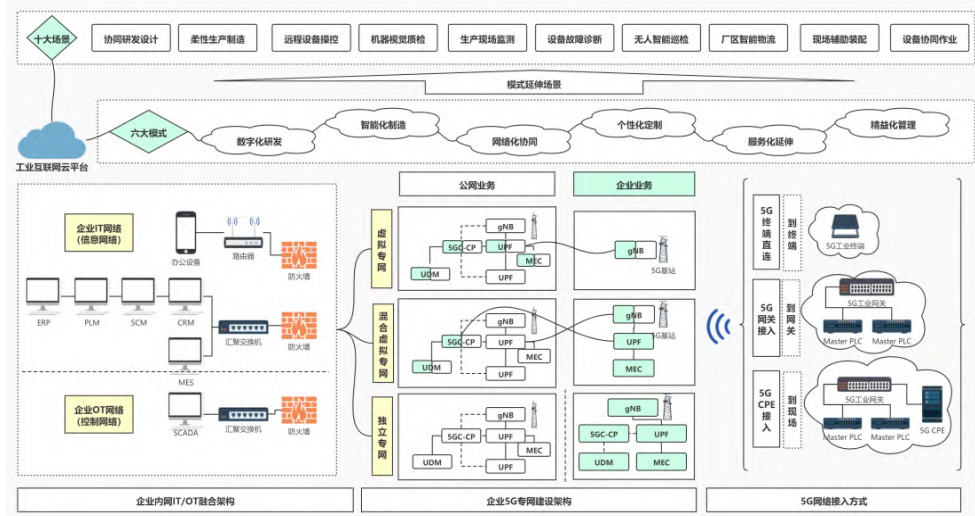 十大场景
协同研发设计
柔性生产制造
远程设备操控
机器视觉质检
生产现场监测
设备故障诊断
无人智能巡检
厂区智能物流
现场辅助装配
设备协同作业
模式延伸场景
工业互联网云平台
六大模式
数字化研发
智能化制造
网络化协同
个性化定制
服务化延伸
精益化管理
企业IT网络
(信息网络)
办公设备
路由器
防火墙
ERP
PLM
SCM
CRM
汇聚交换机
防火墙
MES
企业OT网络
(控制网络)
SCADA
汇聚交换机
防火墙
企业内网IT/OT融合架构
公网业务
企业业务
虚拟专网
gNB
5GC-CP
UPF
MEC
UDM
UPF
gNB
5G基站
混合虚拟专网
gNB
5GC-CP
UPF
MEC
UDM
UPF
gNB
5G基站
UPF
MEC
独立专网
gNB
5GC-CP
UPF
MEC
UDM
UPF
gNB
5GC-CP
UPF
UDM
MEC
企业5G专网建设架构
5G终端直连
到终端
5G工业终端
5G网关接入
到网关
5G工业网关
Master PLC
Master PLC
5G CPE接入
到现场
5G工业网关
Master PLC
Master PLC
5G CPE
5G网络接入方式